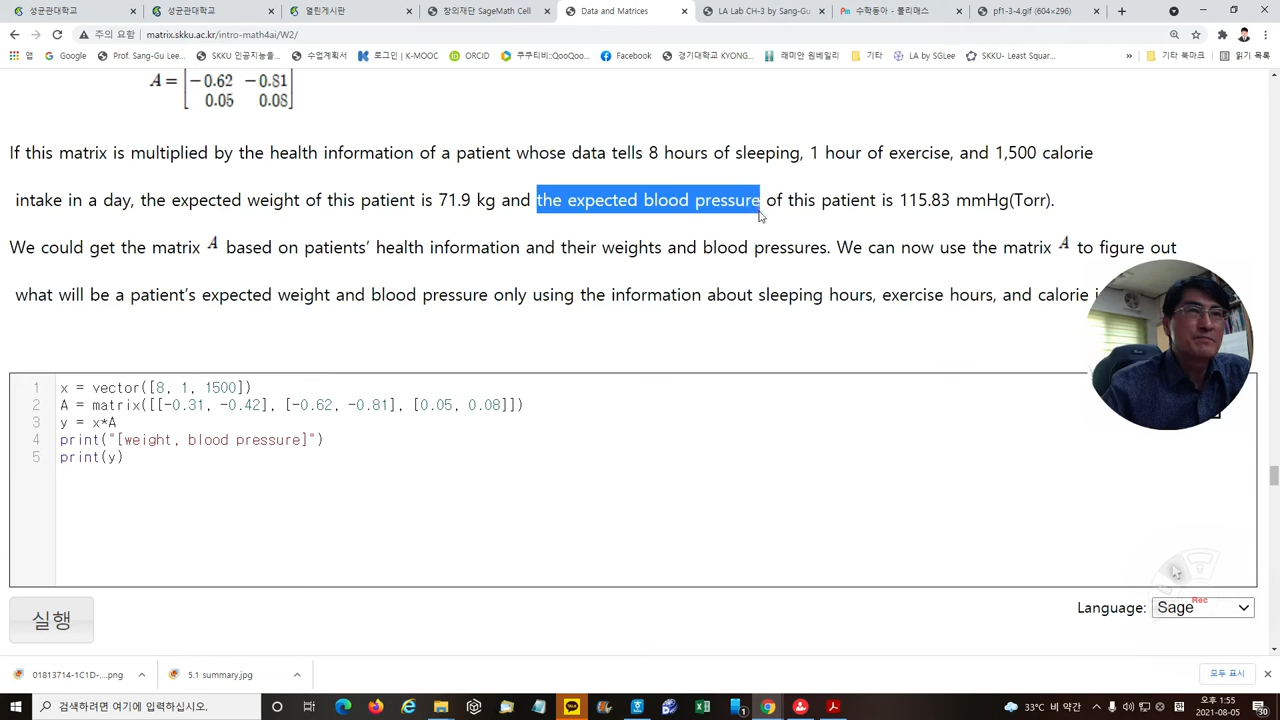 성균관대학교
성균관대학교
열린게시판
창의재단 SageMath Cell
Data and Matrices
LA Lab CH-3 by Sang-Gu
수학동아 - 폴리매스
pf1-3-4.gif (604×296)
주의 요함
matrix.skku.ac.kr/intro-math4ai/W2/
앱
Google
Prof. Sang-Gu Lee...
SKKU 인공지능을...
수업계획서
로그인 | K-MOOC
ORCID
쿠쿠티비::QooQoo...
Facebook
경기대학교 KYONG...
래미안 원베일리
기타
LA by SGLee
SKKU- Least Squar...
»
기타 북마크
읽기 목록
A = −0.62 −0.81
0.05 0.08
If this matrix is multiplied by the health information of a patient whose data tells 8 hours of sleeping, 1 hour of exercise, and 1,500 calorie
intake in a day, the expected weight of this patient is 71.9 kg and the expected blood pressure of this patient is 115.83 mmHg(Torr).
We could get the matrix A based on patients’ health information and their weights and blood pressures. We can now use the matrix A to figure out
what will be a patient’s expected weight and blood pressure only using the information about sleeping hours, exercise hours, and calorie
1 x = vector([8, 1, 1500])
2 A = matrix([[-0.31, -0.42], [-0.62, -0.81], [0.05, 0.08]])
3 y = x*A
4 print("[weight, blood pressure]")
5 print(y)
실행
Language: Sage
Rec
01813714-1C1D-....png
5.1 summary.jpg
모두 표시
검색하려면 여기에 입력하십시오.
TALK
33°C 비 약간
오후 1:55
2021-08-05